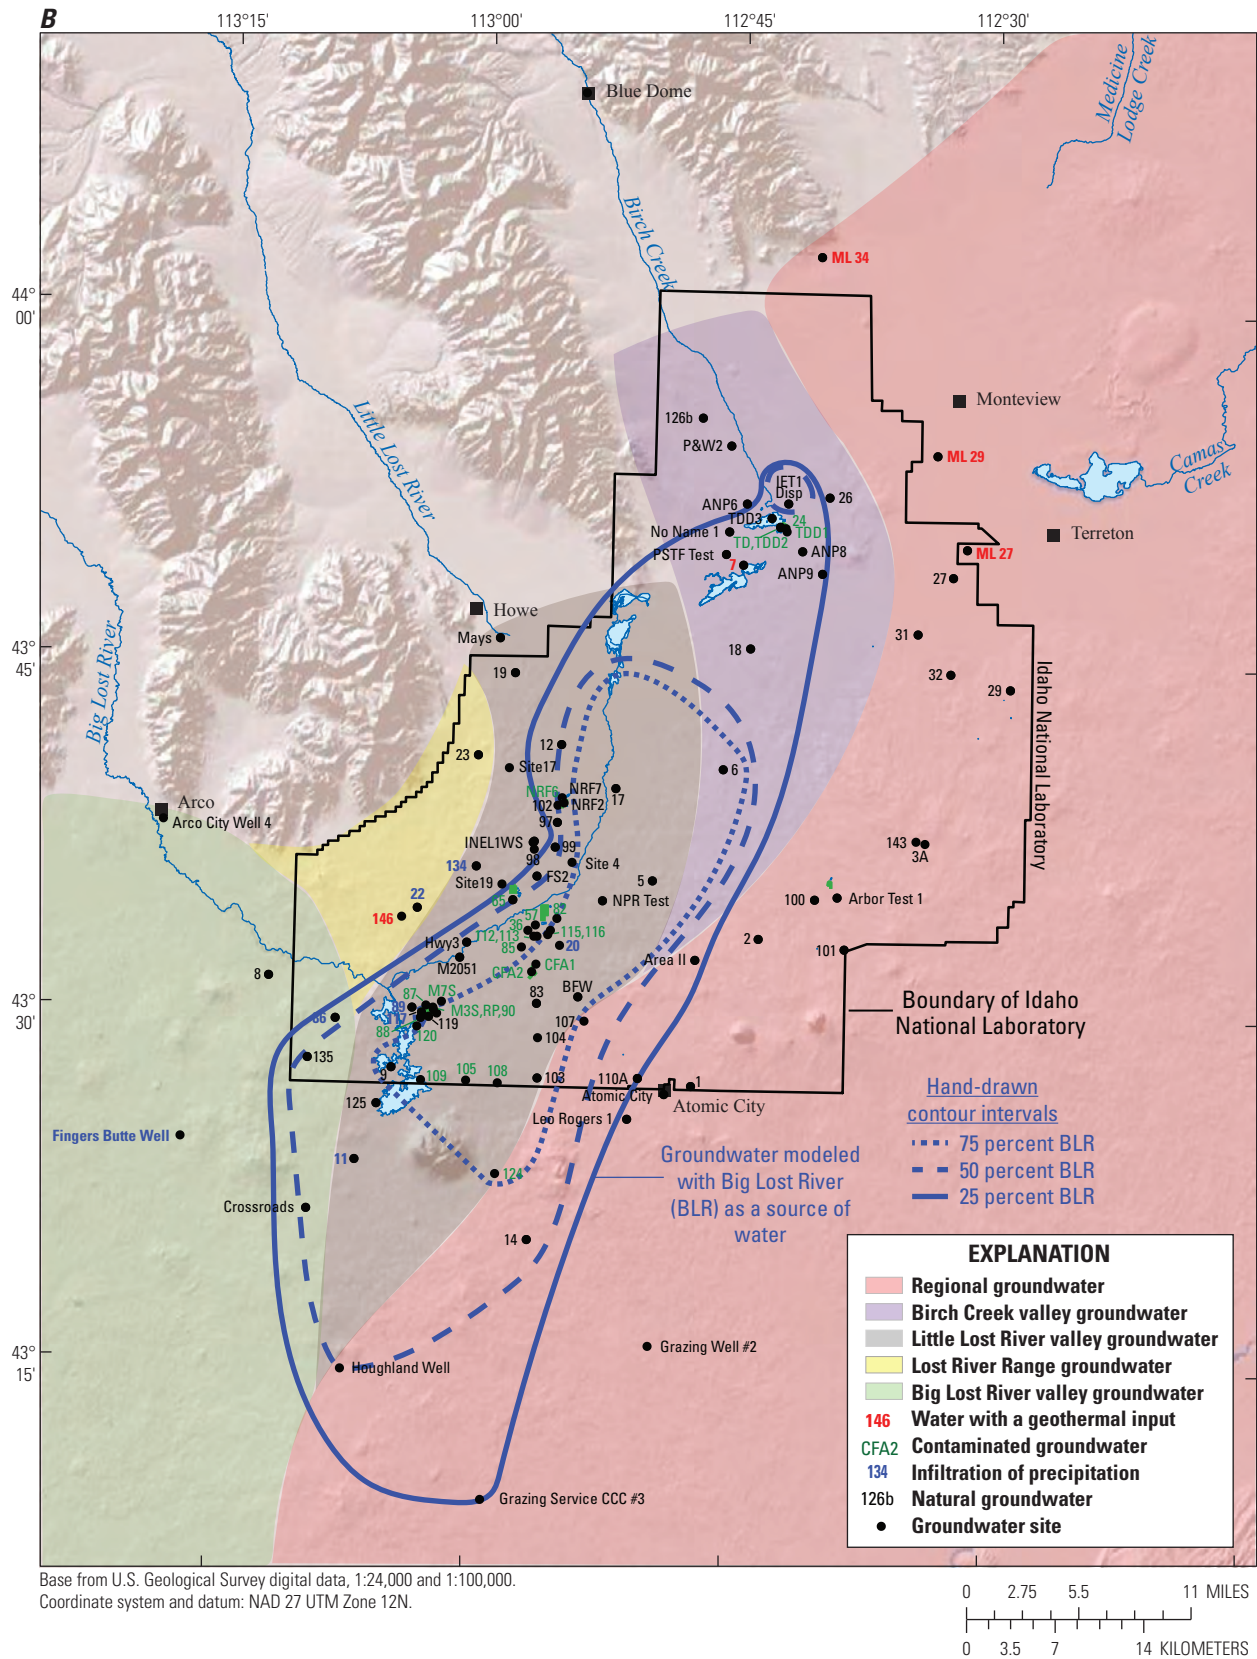 B
113°15'
113°00'
112°45'
112°30'
Blue Dome
Medicine
Lodge Creek
Birch Creek
ML 34
44°
00'
Monteview
Little Lost River
126b
P&W2
ML 29
Camas
Creek
IET1
Disp
26
ANP6
TDD3
24
No Name 1
TD,TDD2
TDD1
Terreton
PSTF Test
ANP8
ML 27
7
ANP9
27
Howe
Mays
31
43°
45'
18
Big Lost River
19
32
29
Idaho National Laboratory
12
23
Site17
6
NRF6
NRF7
17
102
NRF2
Arco
Arco City Well 4
97
INEL1WS
99
143
3A
98
134
Site 4
FS2
Site19
5
65
NPR Test
100
Arbor Test 1
22
146
82
57
36
112,113
115,116
Hwy3
85
20
2
101
M2051
Area II
CFA1
8
CFA2
BFW
43°
30'
87
M7S
83
Boundary of Idaho
National Laboratory
89
M3S,RP,90
86
117
119
107
88
120
104
135
9
109
105
108
103
110A
1
Atomic City
Atomic City
125
Leo Rogers 1
Hand-drawn
contour intervals
Fingers Butte Well
75 percent BLR
11
Groundwater modeled
with Big Lost River
(BLR) as a source of
water
50 percent BLR
124
25 percent BLR
Crossroads
14
EXPLANATION
Regional groundwater
Birch Creek valley groundwater
Little Lost River valley groundwater
Lost River Range groundwater
Big Lost River valley groundwater
146 Water with a geothermal input
CFA2 Contaminated groundwater
134 Infiltration of precipitation
126b Natural groundwater
Groundwater site
Grazing Well #2
43°
15'
Houghland Well
Grazing Service CCC #3
Base from U.S. Geological Survey digital data, 1:24,000 and 1:100,000.
Coordinate system and datum: NAD 27 UTM Zone 12N.
0 2.75 5.5 11 MILES
0 3.5 7 14 KILOMETERS